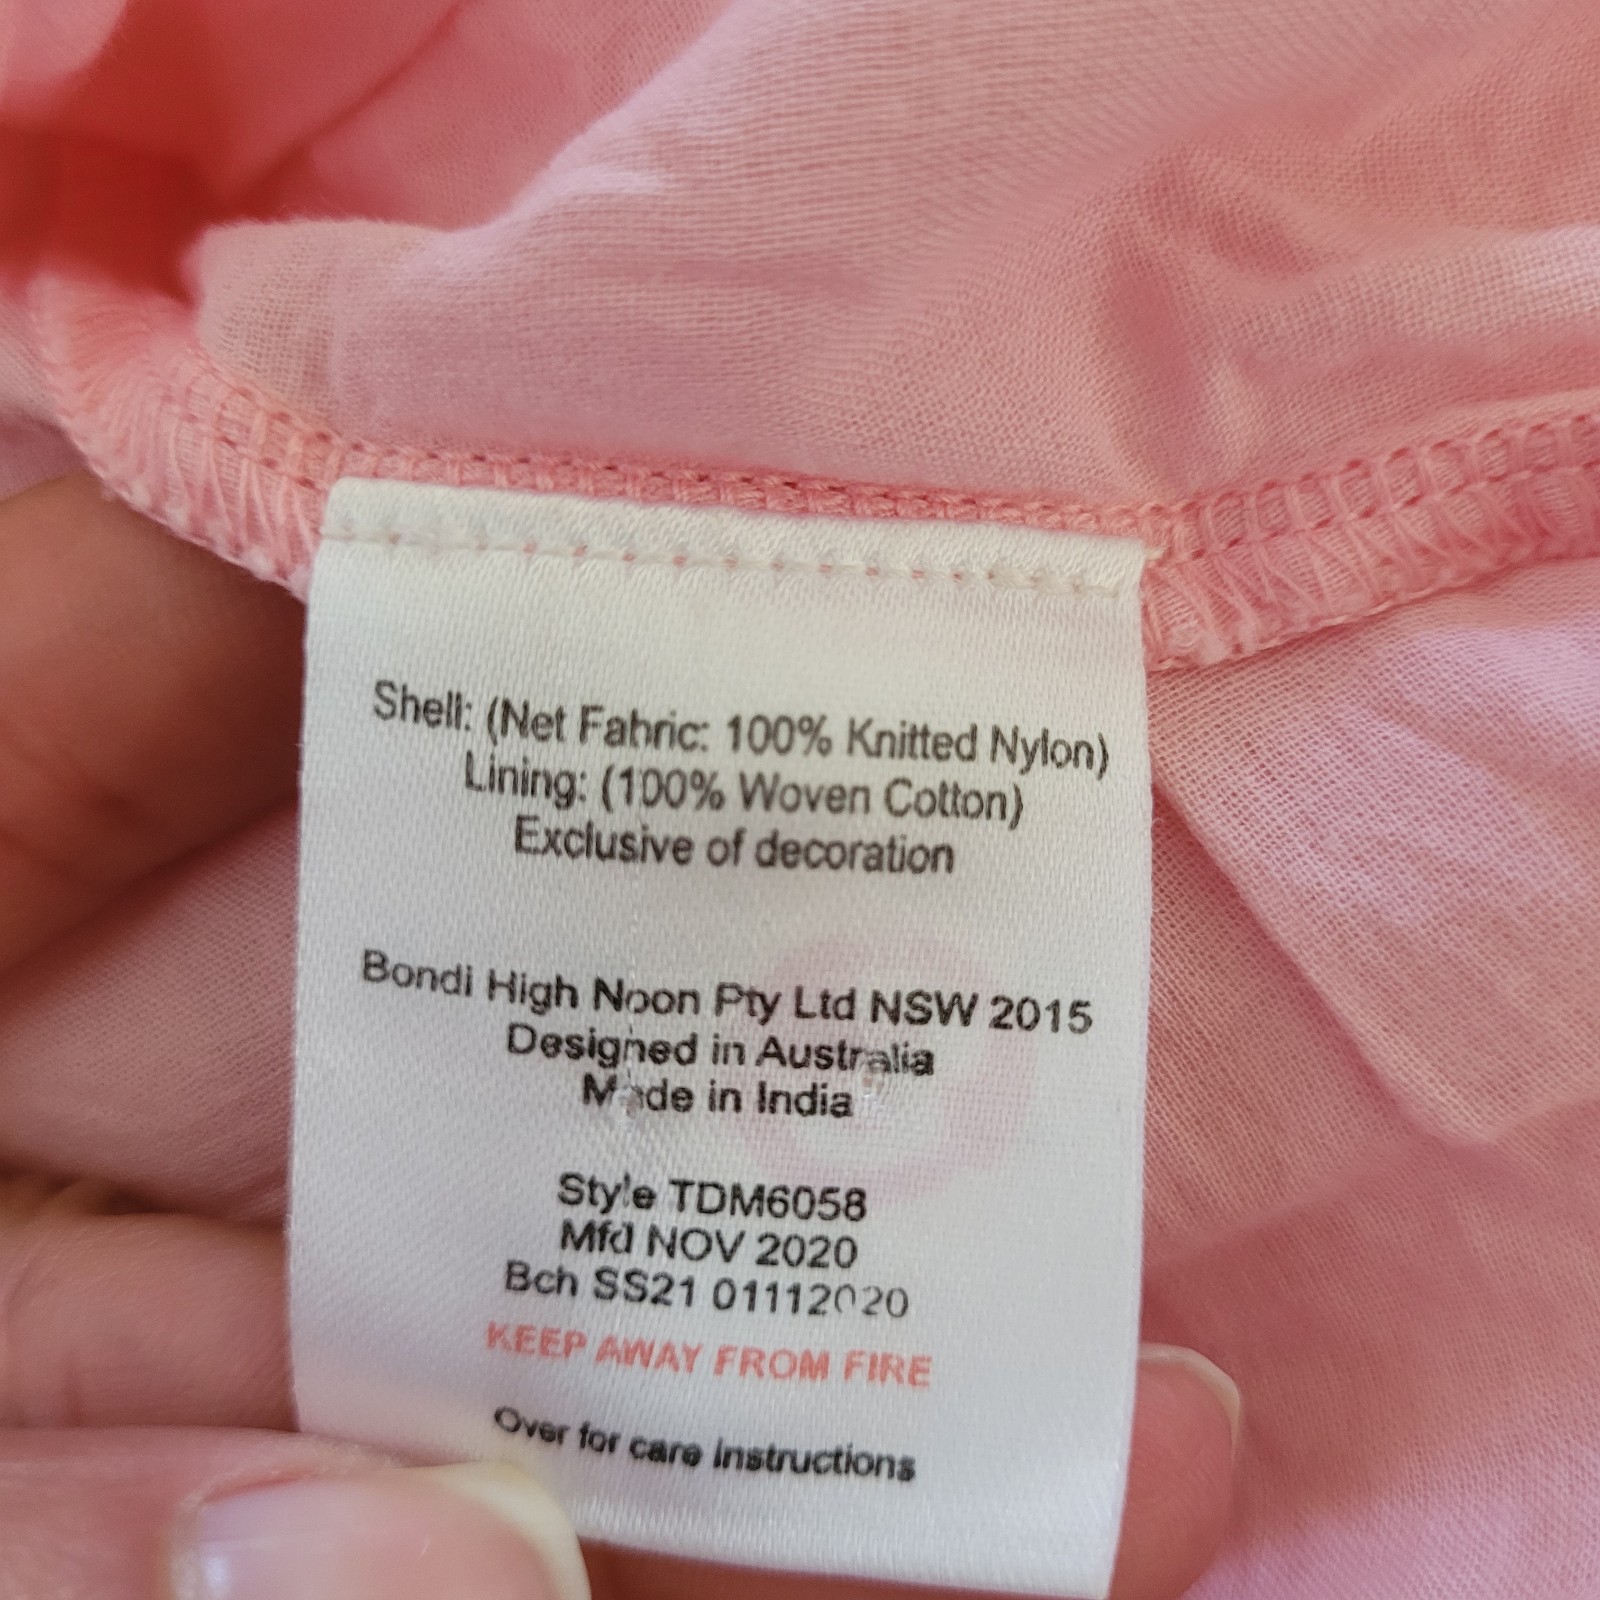 Shell: (Net Fabric: 100% Knitted Nylon)
Lining: (100% Woven Cotton)
Exclusive of decoration
Bondi High Noon Pty Ltd NSW 2015
Designed in Australia
Made in India
Style TDM6058
Mfd NOV 2020
Bch SS21 01112020
KEEP AWAY FROM FIRE
Over for care instructions